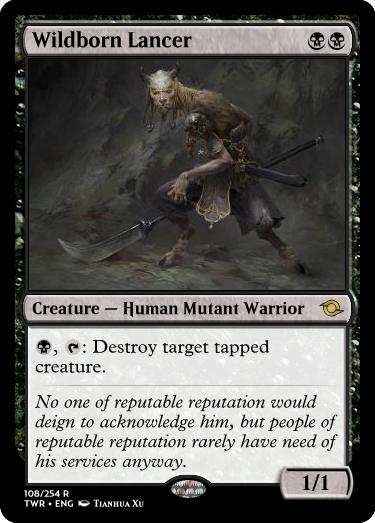 Wildborn Lancer
Creature — Human Mutant Warrior
: Destroy target tapped
creature.
No one of reputable reputation would
deign to acknowledge him, but people of
reputable reputation rarely have need of
his services anyway.
1/1
108/254 R
TWR • ENG Tianhua Xu